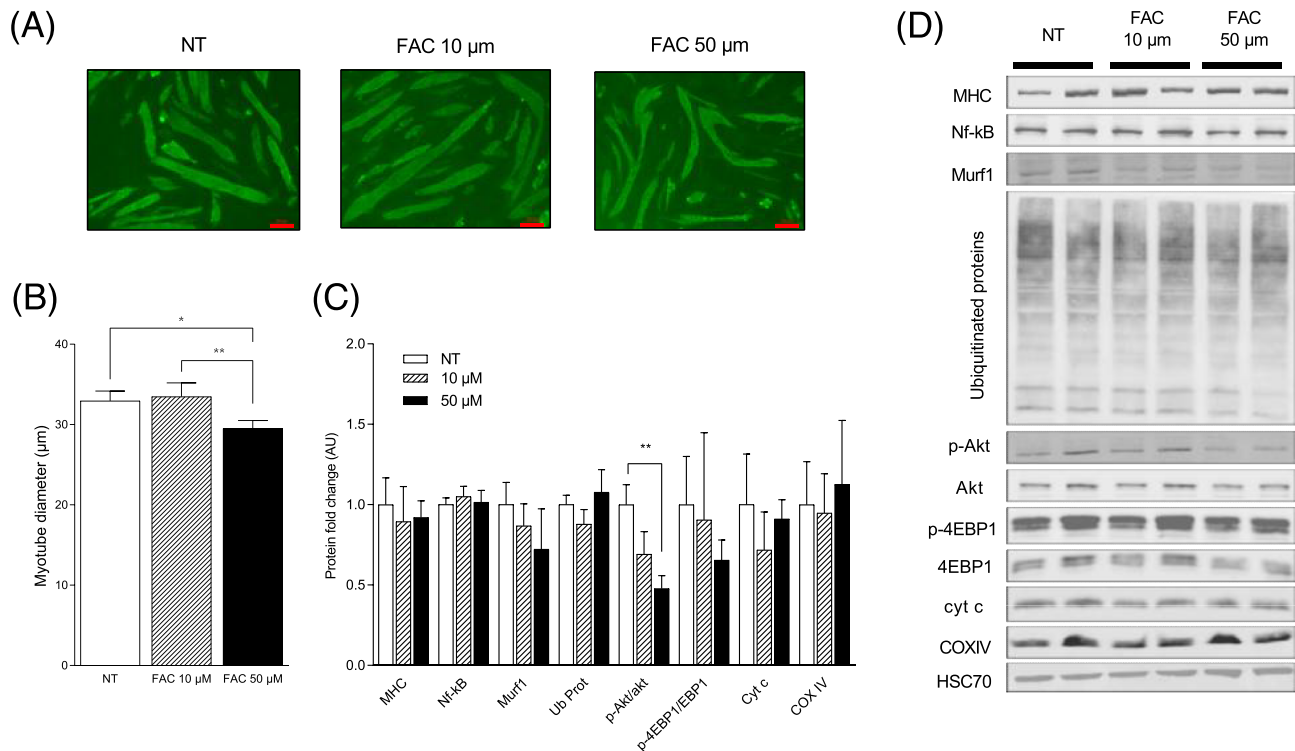 (A)
NT
FAC 10 µm
FAC 50 µm
(B)
*
**
40
30
20
10
0
Myotube diameter (µm)
NT
FAC 10 µM
FAC 50 µM
(C)
2.0
1.5
1.0
0.5
0.0
Protein fold change (AU)
NT
10 µM
50 µM
**
MHC
Nf-kB
Murf1
Ub Prot
p-Akt/akt
p-4EBP1/EBP1
Cyt c
COX IV
(D)
NT
FAC
10 µm
FAC
50 µm
MHC
Nf-kB
Murf1
Ubiquitinated proteins
p-Akt
Akt
p-4EBP1
4EBP1
cyt c
COXIV
HSC70